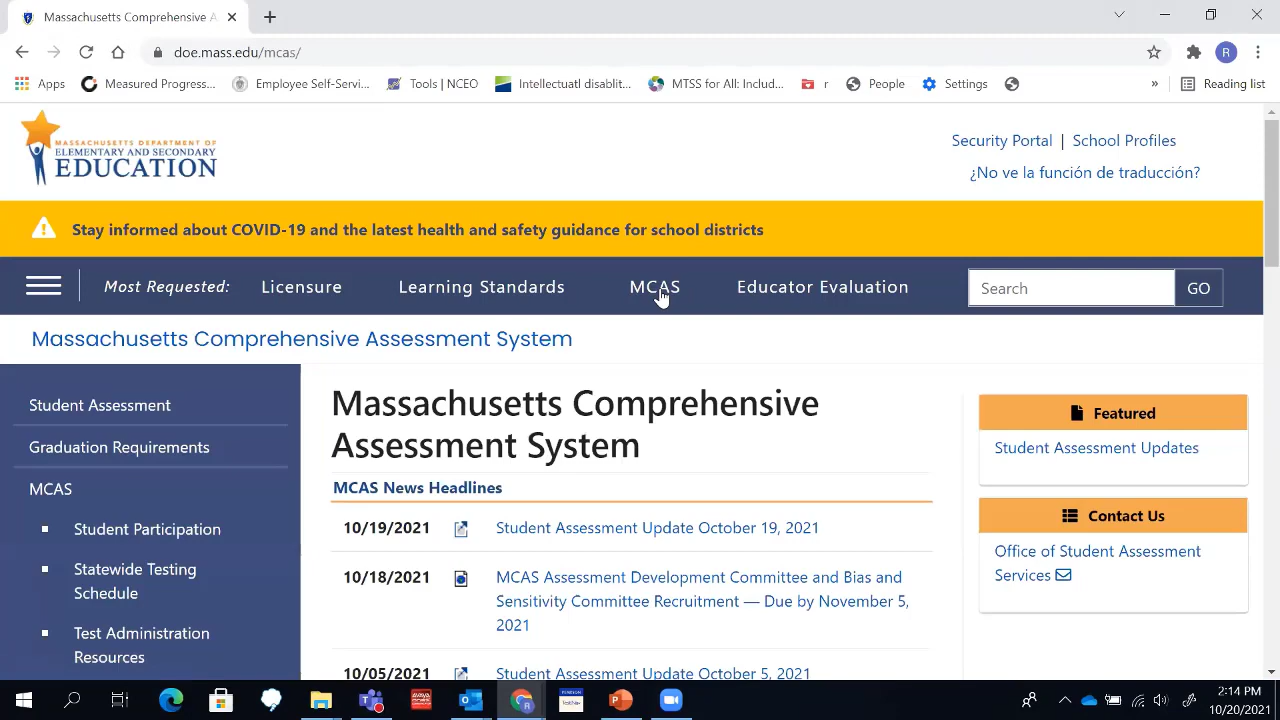 Massachusetts Comprehensive A
doe.mass.edu/mcas/
R
Apps
Measured Progress...
Employee Self-Servi...
Tools | NCEO
Intellectuatl disablit...
MTSS for All: Includ...
r
People
Settings
»
Reading list
MASSACHUSETTS DEPARTMENT OF
ELEMENTARY AND SECONDARY
EDUCATION
Security Portal | School Profiles
¿No ve la función de traducción?
Stay informed about COVID-19 and the latest health and safety guidance for school districts
Most Requested: Licensure Learning Standards MCAS Educator Evaluation
Search GO
Massachusetts Comprehensive Assessment System
Student Assessment
Graduation Requirements
MCAS
Student Participation
Statewide Testing
Schedule
Test Administration
Resources
Massachusetts Comprehensive
Assessment System
MCAS News Headlines
10/19/2021 Student Assessment Update October 19, 2021
10/18/2021 MCAS Assessment Development Committee and Bias and
Sensitivity Committee Recruitment — Due by November 5,
2021
10/05/2021 Student Assessment Update October 5, 2021
Featured
Student Assessment Updates
Contact Us
Office of Student Assessment
Services
2:14 PM
10/20/2021